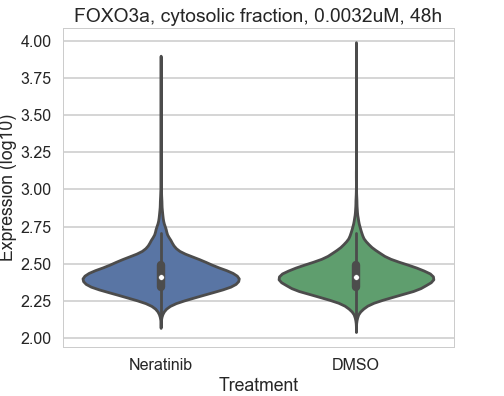 FOXO3a, cytosolic fraction, 0.0032uM, 48h
Expression (log10)
4.00
3.75
3.50
3.25
3.00
2.75
2.50
2.25
2.00
Neratinib DMSO
Treatment